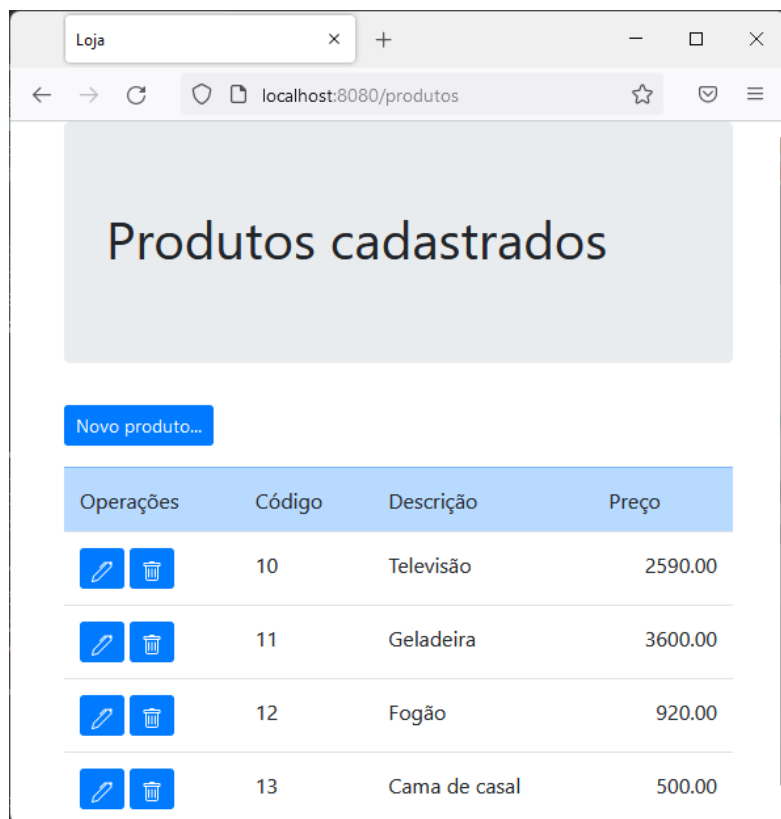 Loja
localhost:8080/produtos
Produtos cadastrados
Novo produto...
Operações Código Descrição Preço
10 Televisão 2590.00
11 Geladeira 3600.00
12 Fogão 920.00
13 Cama de casal 500.00